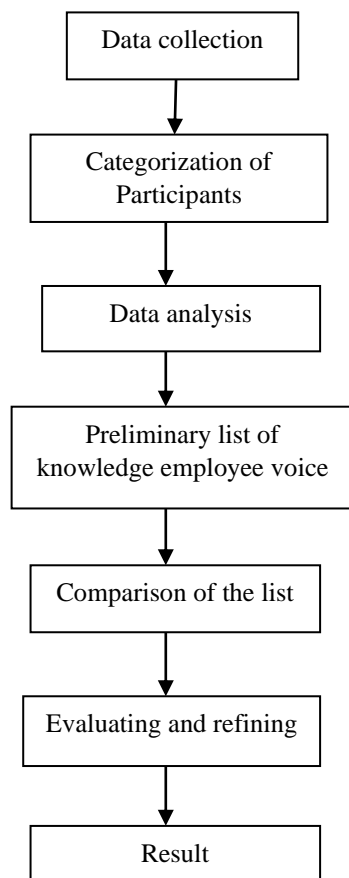 Data collection
Categorization of
Participants
Data analysis
Preliminary list of
knowledge employee voice
Comparison of the list
Evaluating and refining
Result